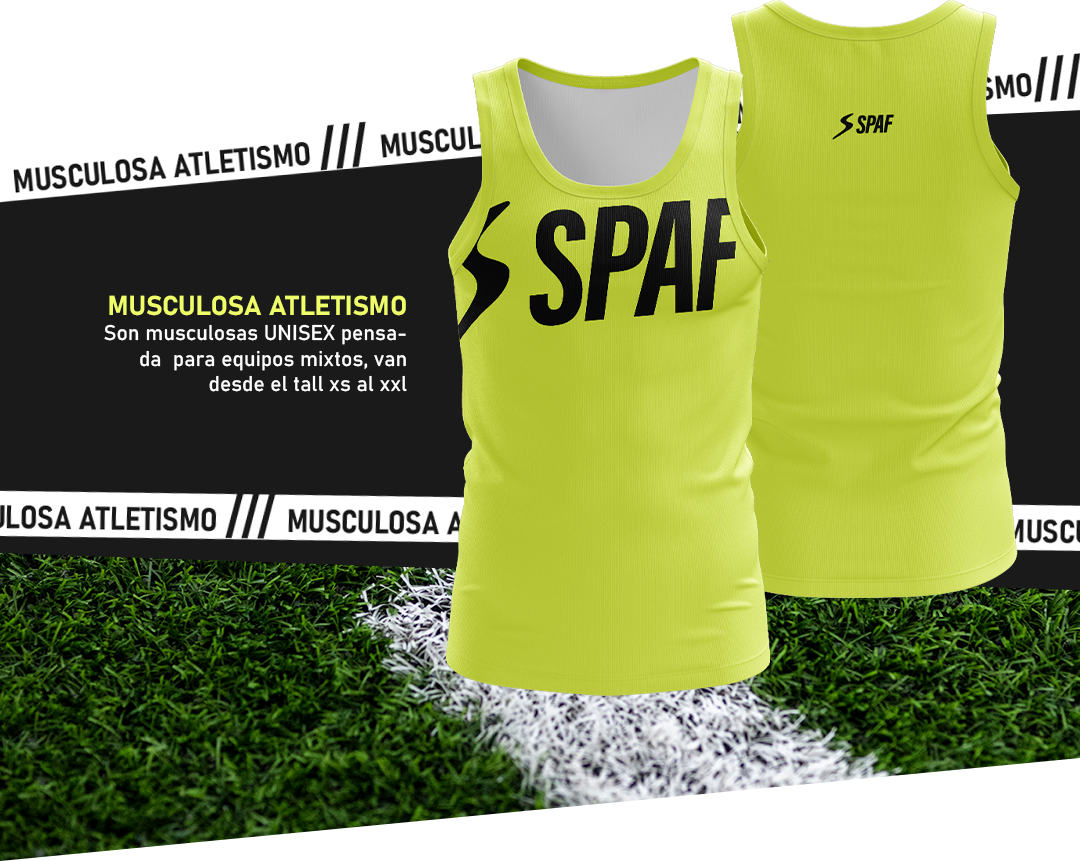 SPAF
SMO///
MUSCULOSA ATLETISMO /// MUSCUL
SPAF
MUSCULOSA ATLETISMO
Son musculosas UNISEX pensa-
da  para equipos mixtos, van
desde el tall xs al xxl
ULOSA ATLETISMO /// MUSCULOSA A
MUSCU